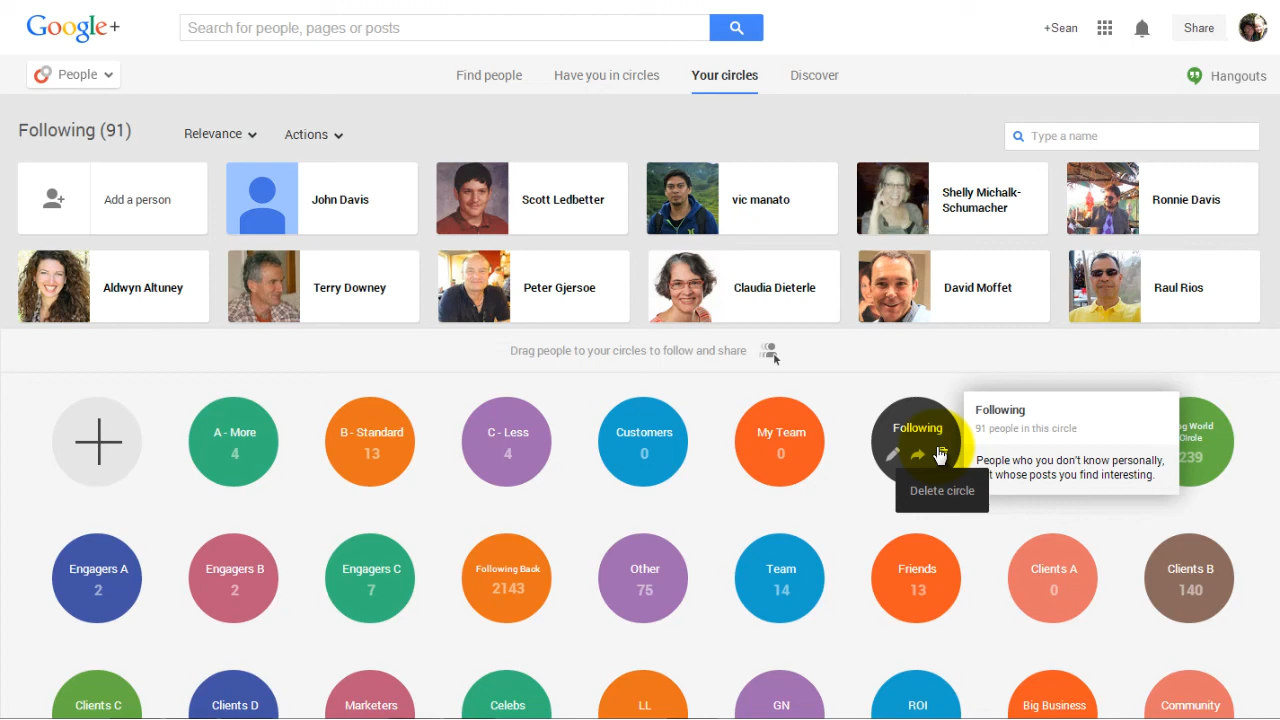 Google+
Search for people, pages or posts
+Sean
Share
People
Find people
Have you in circles
Your circles
Discover
Hangouts
Following (91)
Relevance
Actions
Type a name
Add a person
John Davis
Scott Ledbetter
vic manato
Shelly Michalk-
Schumacher
Ronnie Davis
Aldwyn Altuney
Terry Downey
Peter Gjersoe
Claudia Dieterle
David Moffet
Raul Rios
Drag people to your circles to follow and share
A - More
4
B - Standard
13
C - Less
4
Customers
0
My Team
0
Following
Delete circle
Following
91 people in this circle
People who you don't know personally,
whose posts you find interesting.
World
Circle
239
Engagers A
2
Engagers B
2
Engagers C
7
Following Back
2143
Other
75
Team
14
Friends
13
Clients A
0
Clients B
140
Clients C
Clients D
Marketers
Celebs
LL
GN
ROI
Big Business
Community